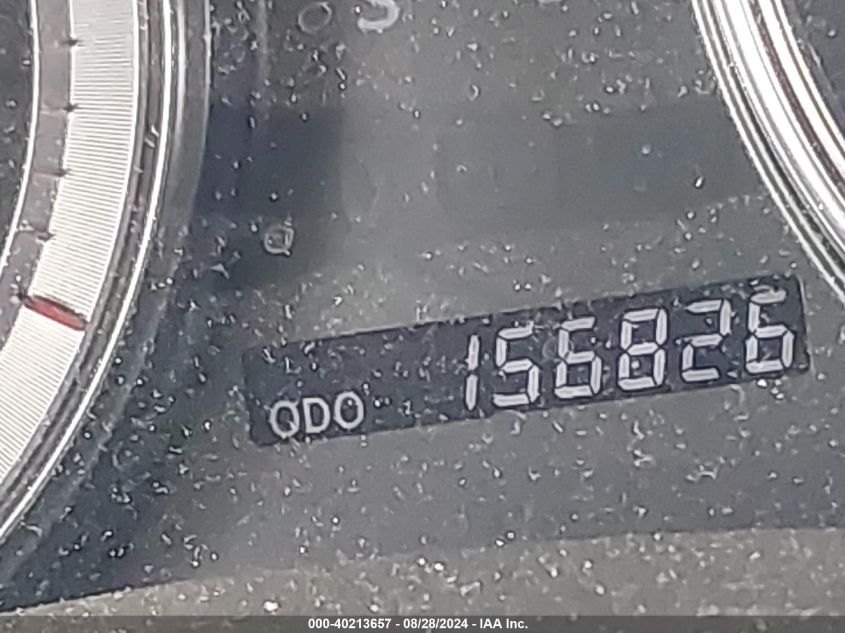 S
ODO 156826
000-40213657 - 08/28/2024 - IAA Inc.